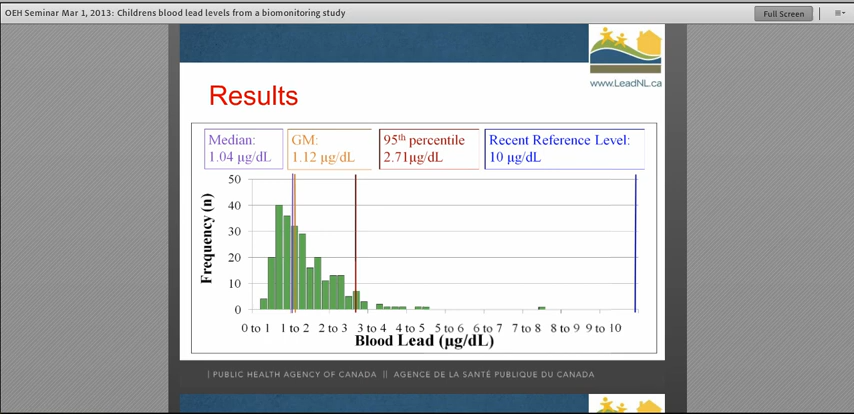 OEH Seminar Mar 1, 2013: Childrens blood lead levels from a biomonitoring study
Full Screen
www.LeadNL.ca
Results
Median:
1.04 µg/dL
GM:
1.12 µg/dL
95th percentile
2.71µg/dL
Recent Reference Level:
10 µg/dL
Frequency (n)
50
40
30
20
10
0
0 to 1 1 to 2 2 to 3 3 to 4 4 to 5 5 to 6 6 to 7 7 to 8 8 to 9 9 to 10
Blood Lead (µg/dL)
| PUBLIC HEALTH AGENCY OF CANADA || AGENCE DE LA SANTÉ PUBLIQUE DU CANADA